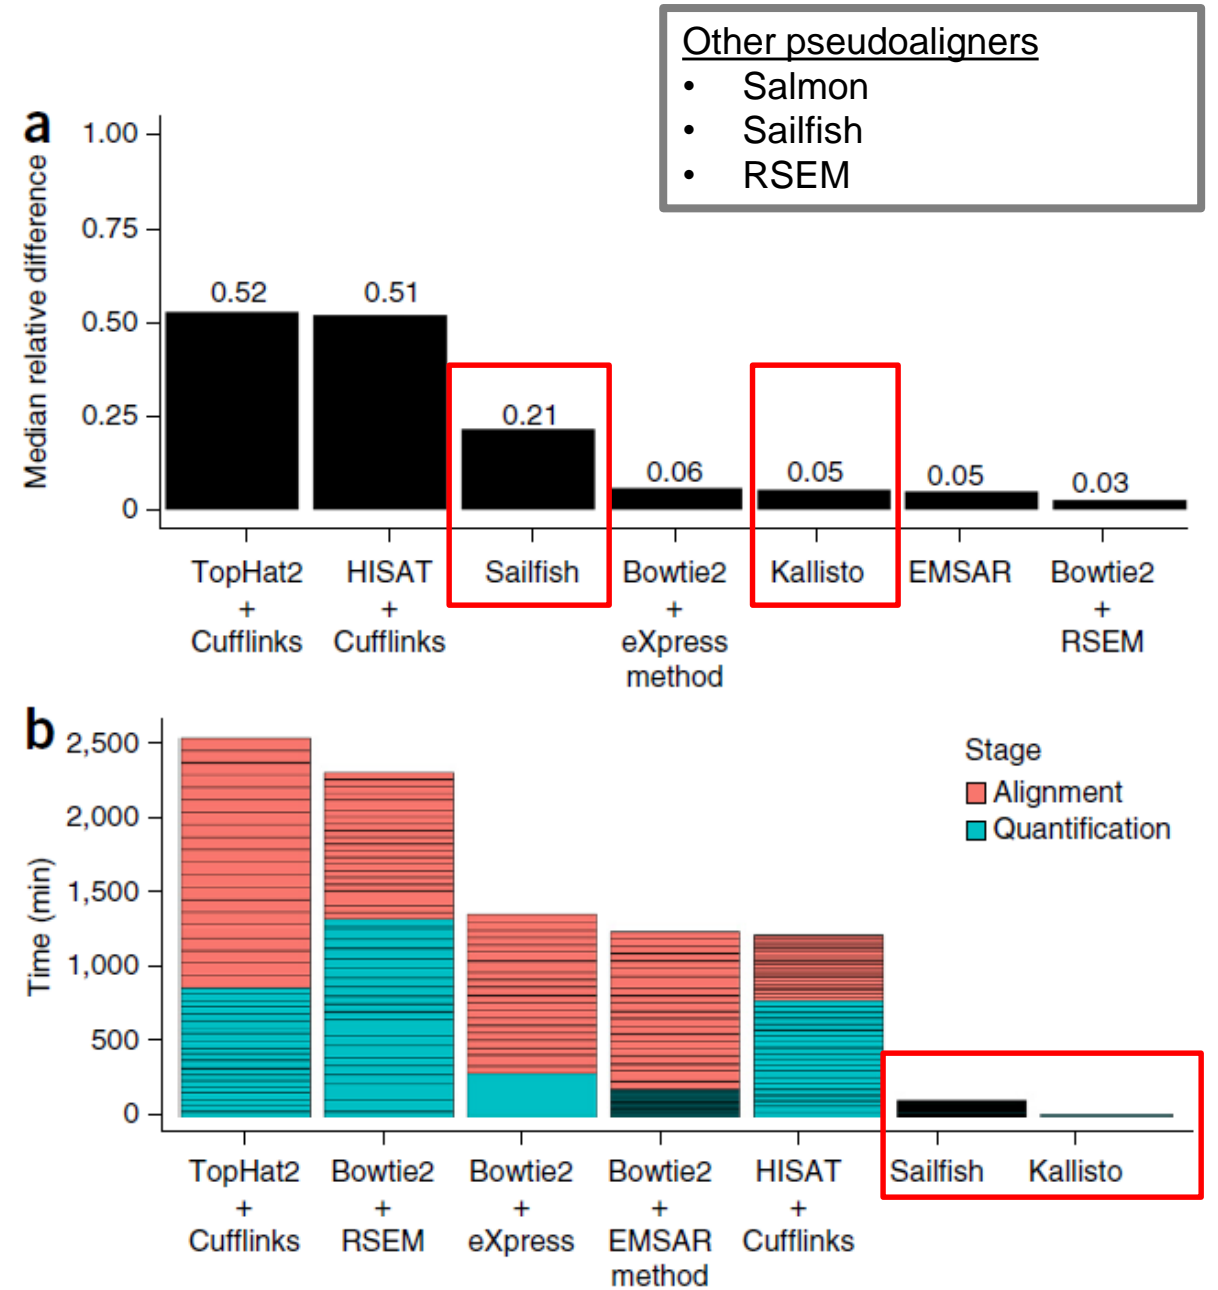 Other pseudoaligners
• Salmon
• Sailfish
• RSEM
a
Median relative difference
1.00
0.75
0.50
0.25
0
0.52
0.51
0.21
0.06
0.05
0.05
0.03
TopHat2 + Cufflinks
HISAT + Cufflinks
Sailfish
Bowtie2 + eXpress method
Kallisto
EMSAR
Bowtie2 + RSEM
b
Time (min)
2,500
2,000
1,500
1,000
500
0
Stage
Alignment
Quantification
TopHat2 + Cufflinks
Bowtie2 + RSEM
Bowtie2 + eXpress
Bowtie2 + EMSAR method
HISAT + Cufflinks
Sailfish
Kallisto